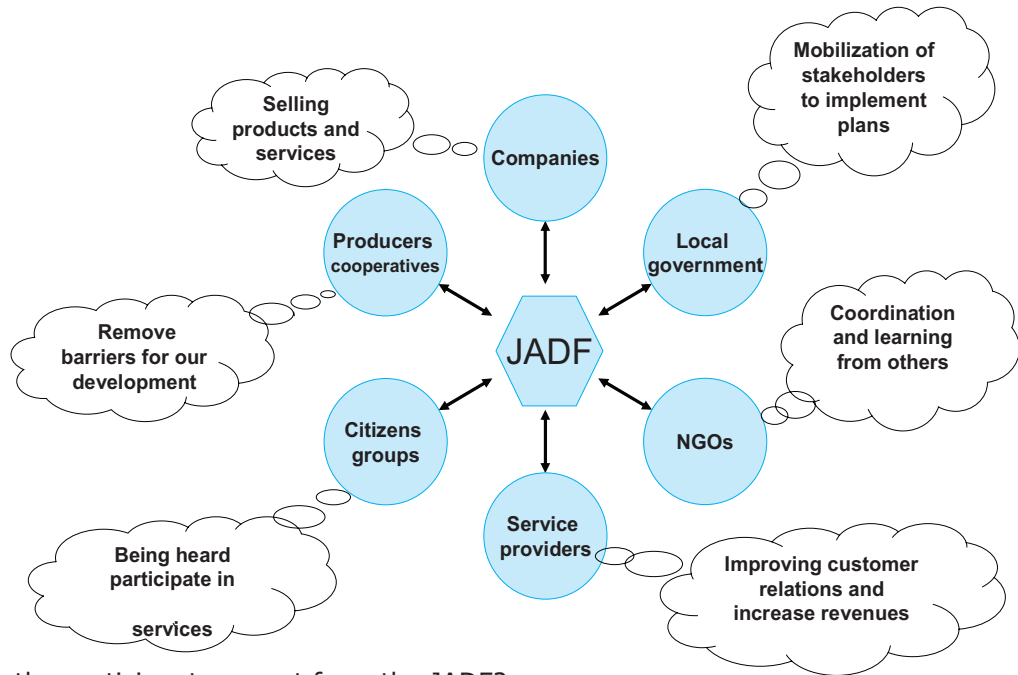 Mobilization of
stakeholders
to implement
plans
Selling
products and
services
Companies
Producers
cooperatives
Local
government
Remove
barriers for our
development
JADF
Coordination
and learning
from others
Citizens
groups
NGOs
Service
providers
Being heard
participate in
services
Improving customer
relations and
increase revenues